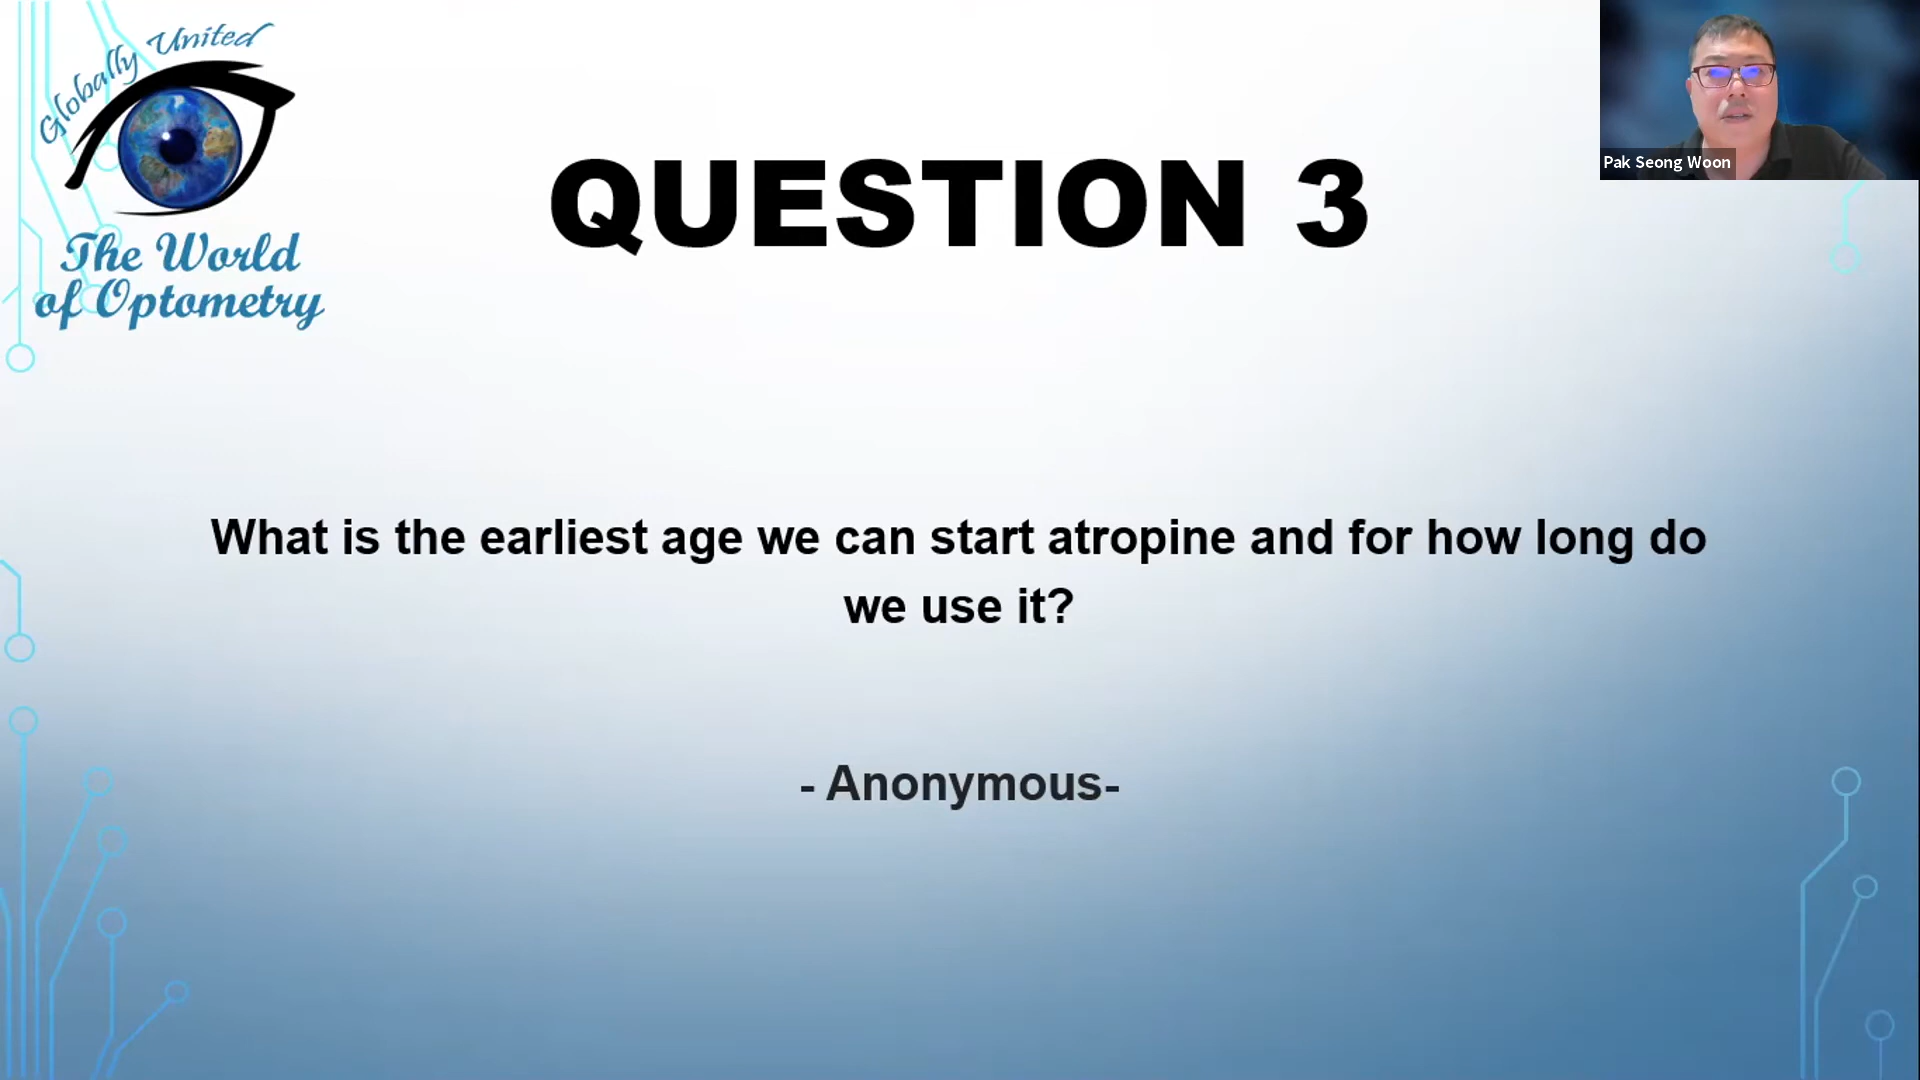 Globally United
The World
of Optometry
Pak Seong Woon
QUESTION 3
What is the earliest age we can start atropine and for how long do
we use it?
- Anonymous-